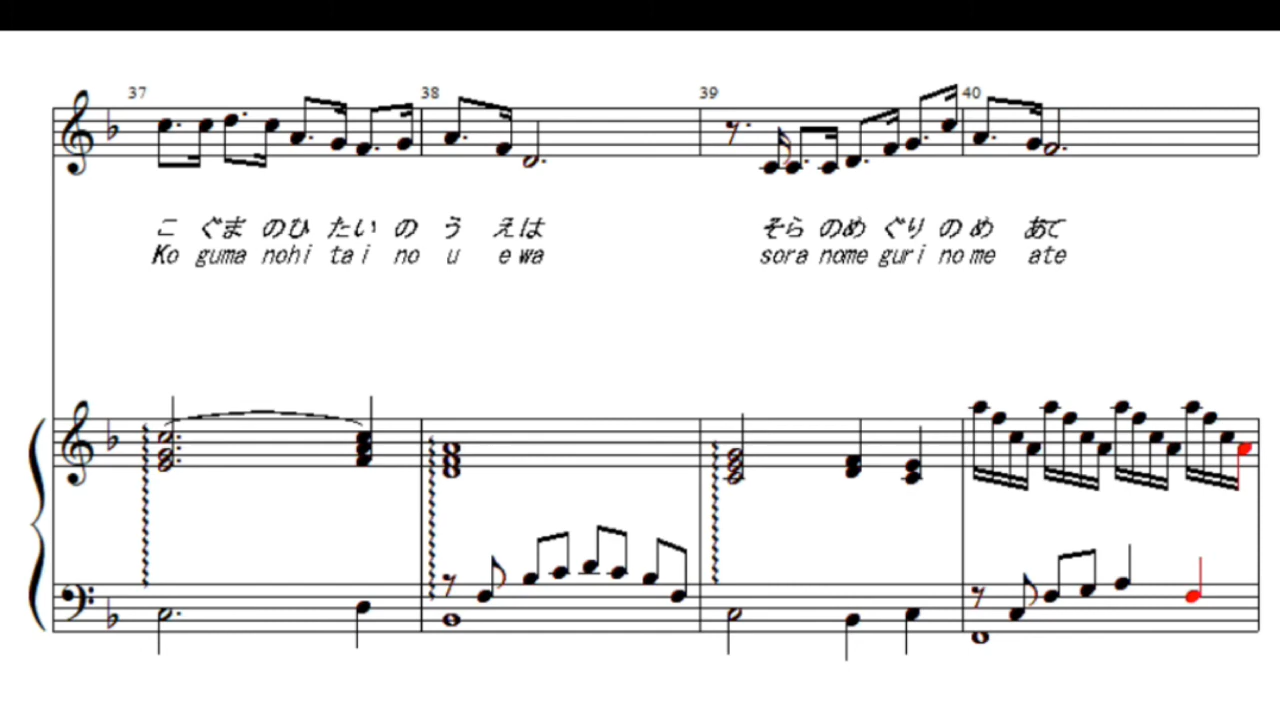 37 38 39 40
こ ぐま のひ たい の う えは そら のめ ぐり の め あて
Ko guma nohi tai no u e wa sora nome guri no me ate